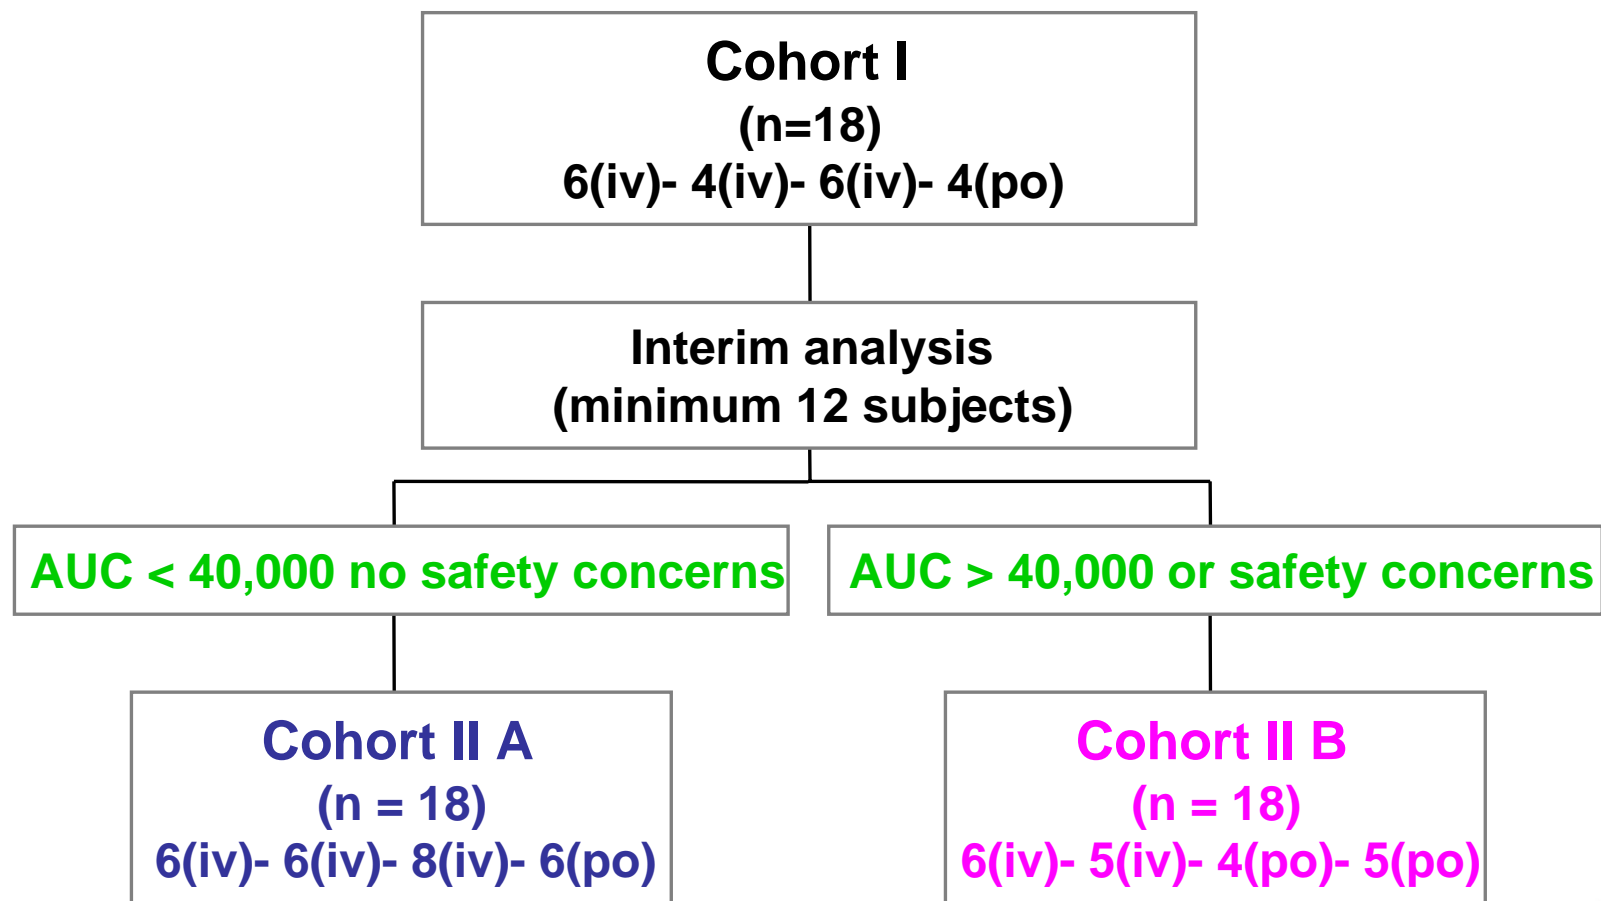 Cohort I
(n=18)
6(iv)- 4(iv)- 6(iv)- 4(po)
Interim analysis
(minimum 12 subjects)
AUC < 40,000 no safety concerns
AUC > 40,000 or safety concerns
Cohort II A
(n = 18)
6(iv)- 6(iv)- 8(iv)- 6(po)
Cohort II B
(n = 18)
6(iv)- 5(iv)- 4(po)- 5(po)